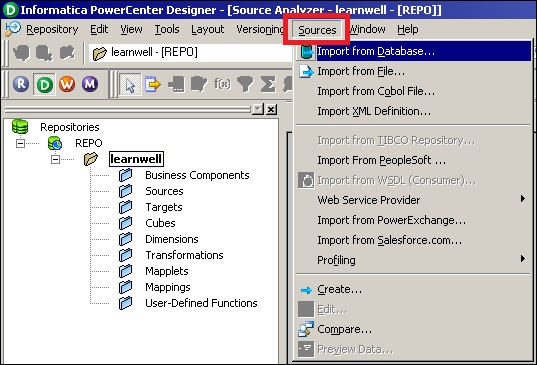 Informatica PowerCenter Designer - [Source Analyzer - learnwell - [REPO]]
Repository Edit View Tools Layout Versioning Sources Window Help
learnwell - [REPO]
R D W M
Repositories
REPO
learnwell
Business Components
Sources
Targets
Cubes
Dimensions
Transformations
Mapplets
Mappings
User-Defined Functions
Import from Database...
Import from File...
Import from Cobol File...
Import XML Definition...
Import from TIBCO Repository...
Import From PeopleSoft ...
Import from WSDL (Consumer)...
Web Service Provider
Import from PowerExchange...
Import from Salesforce.com...
Profiling
Create...
Edit...
Compare...
Preview Data...